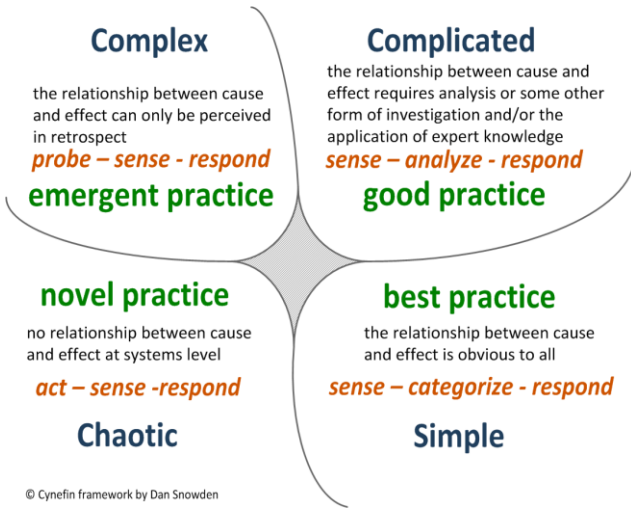 Complex
the relationship between cause
and effect can only be perceived
in retrospect
probe – sense - respond
emergent practice
Complicated
the relationship between cause and
effect requires analysis or some other
form of investigation and/or the
application of expert knowledge
sense – analyze - respond
good practice
novel practice
no relationship between cause
and effect at systems level
act – sense -respond
Chaotic
best practice
the relationship between cause
and effect is obvious to all
sense – categorize - respond
Simple
© Cynefin framework by Dan Snowden